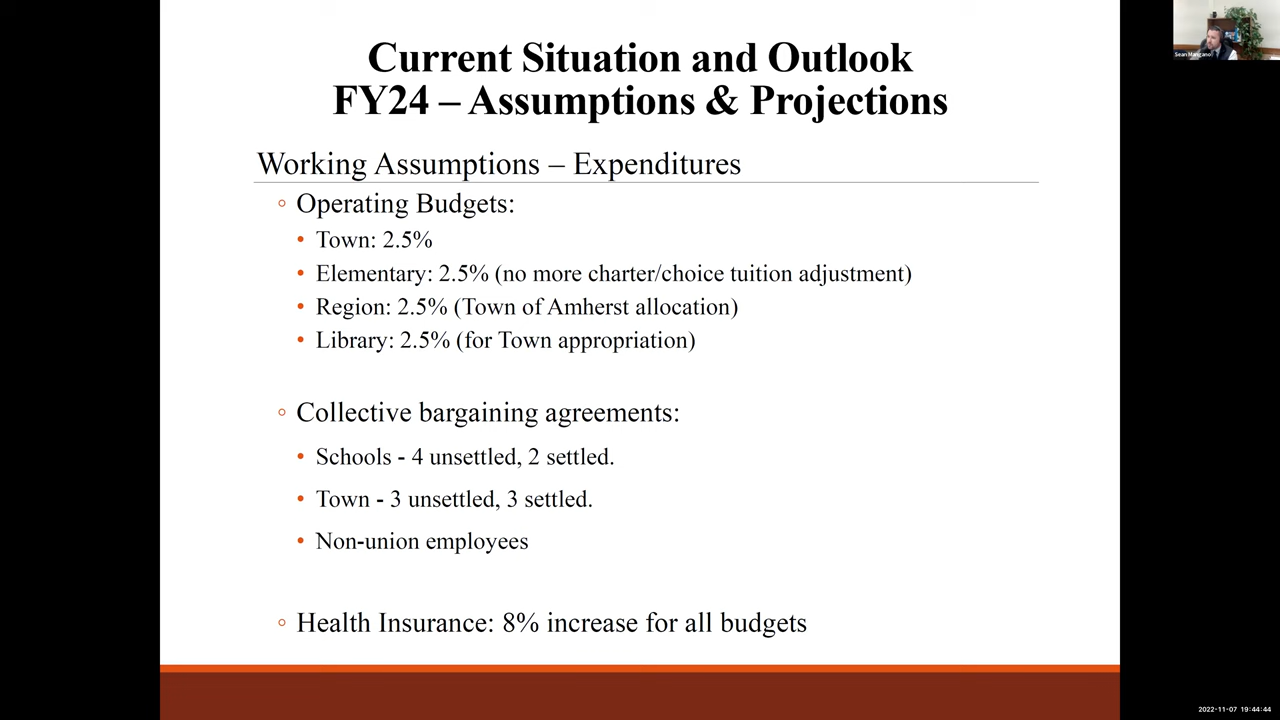 Current Situation and Outlook
FY24 – Assumptions & Projections
Working Assumptions – Expenditures
Operating Budgets:
Town: 2.5%
Elementary: 2.5% (no more charter/choice tuition adjustment)
Region: 2.5% (Town of Amherst allocation)
Library: 2.5% (for Town appropriation)
Collective bargaining agreements:
Schools - 4 unsettled, 2 settled.
Town - 3 unsettled, 3 settled.
Non-union employees
Health Insurance: 8% increase for all budgets
Sean Mangano
2022-11-07 19:44:44